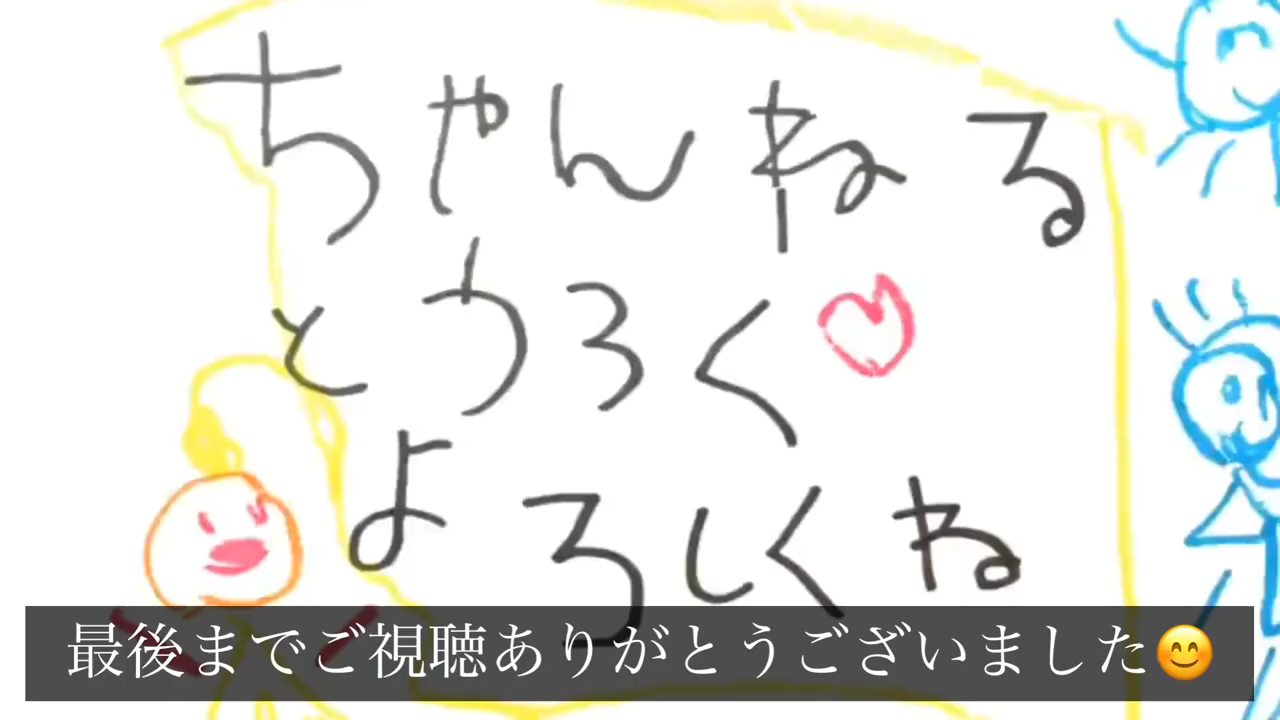 ちゃんねる
とうろく♡
よろしくね
最後までご視聴ありがとうございました😊